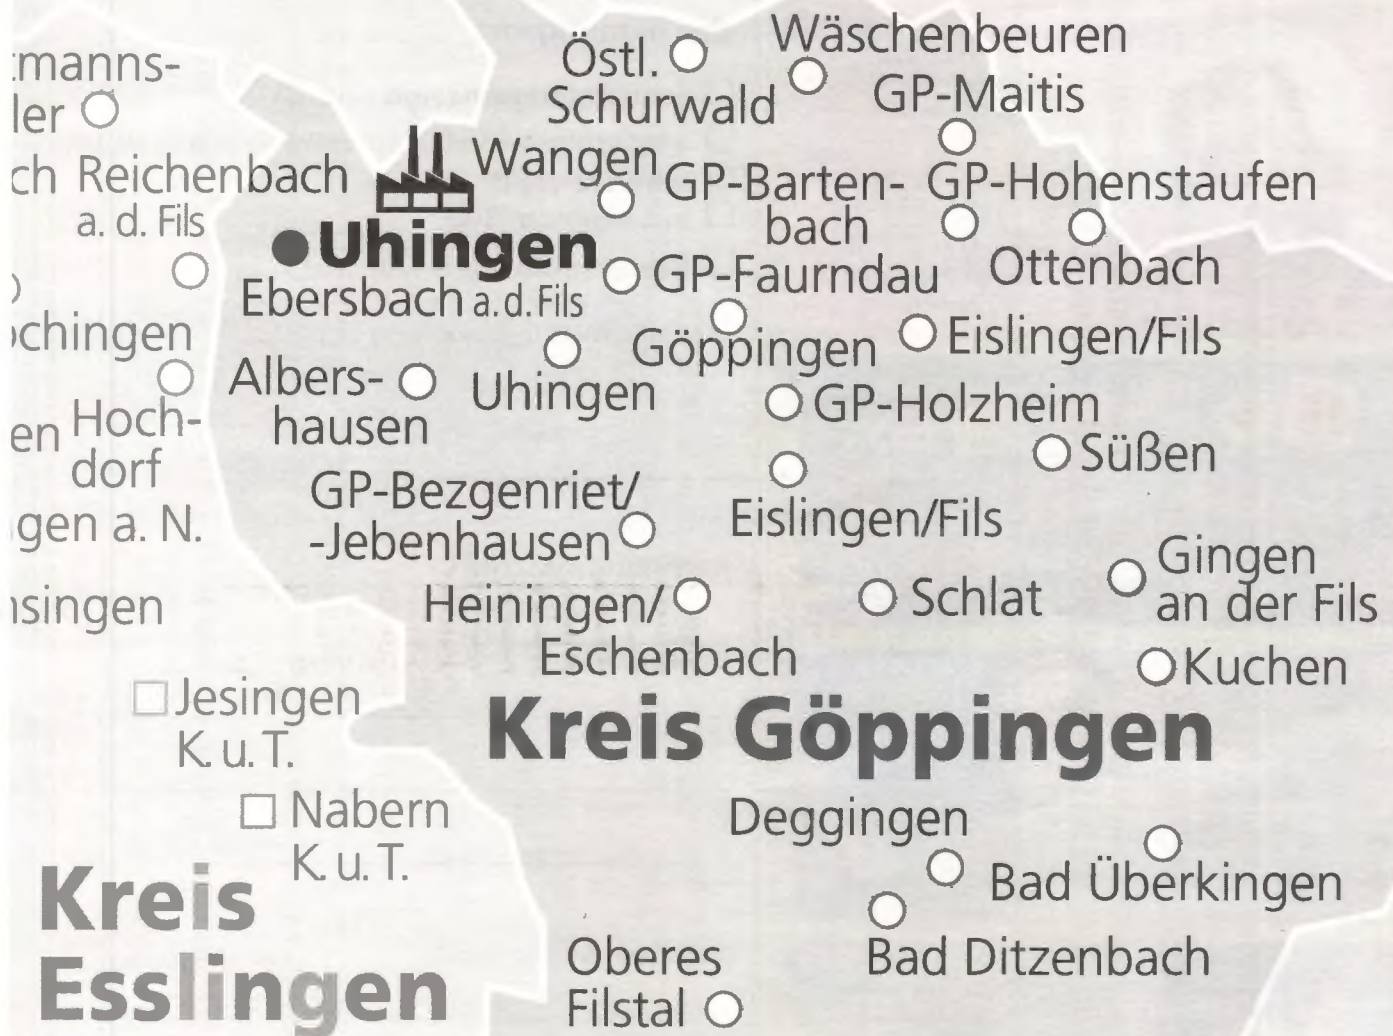 Östl.
Schurwald
Wäschenbeuren
GP-Maitis
Reichenbach
a. d. Fils
Wangen
GP-Barten-
bach
GP-Hohenstaufen
Ottenbach
Uhingen
Ebersbach a.d. Fils
GP-Faurndau
Göppingen
Eislingen/Fils
Albers-
hausen
Uhingen
GP-Holzheim
Süßen
Hoch-
dorf
GP-Bezgenriet/
-Jebenhausen
Eislingen/Fils
gen a. N.
Gingen
an der Fils
Heiningen/
Eschenbach
Schlat
Kuchen
Jesingen
K. u. T.
Kreis Göppingen
Nabern
K. u. T.
Deggingen
Bad Überkingen
Kreis
Esslingen
Oberes
Filstal
Bad Ditzenbach